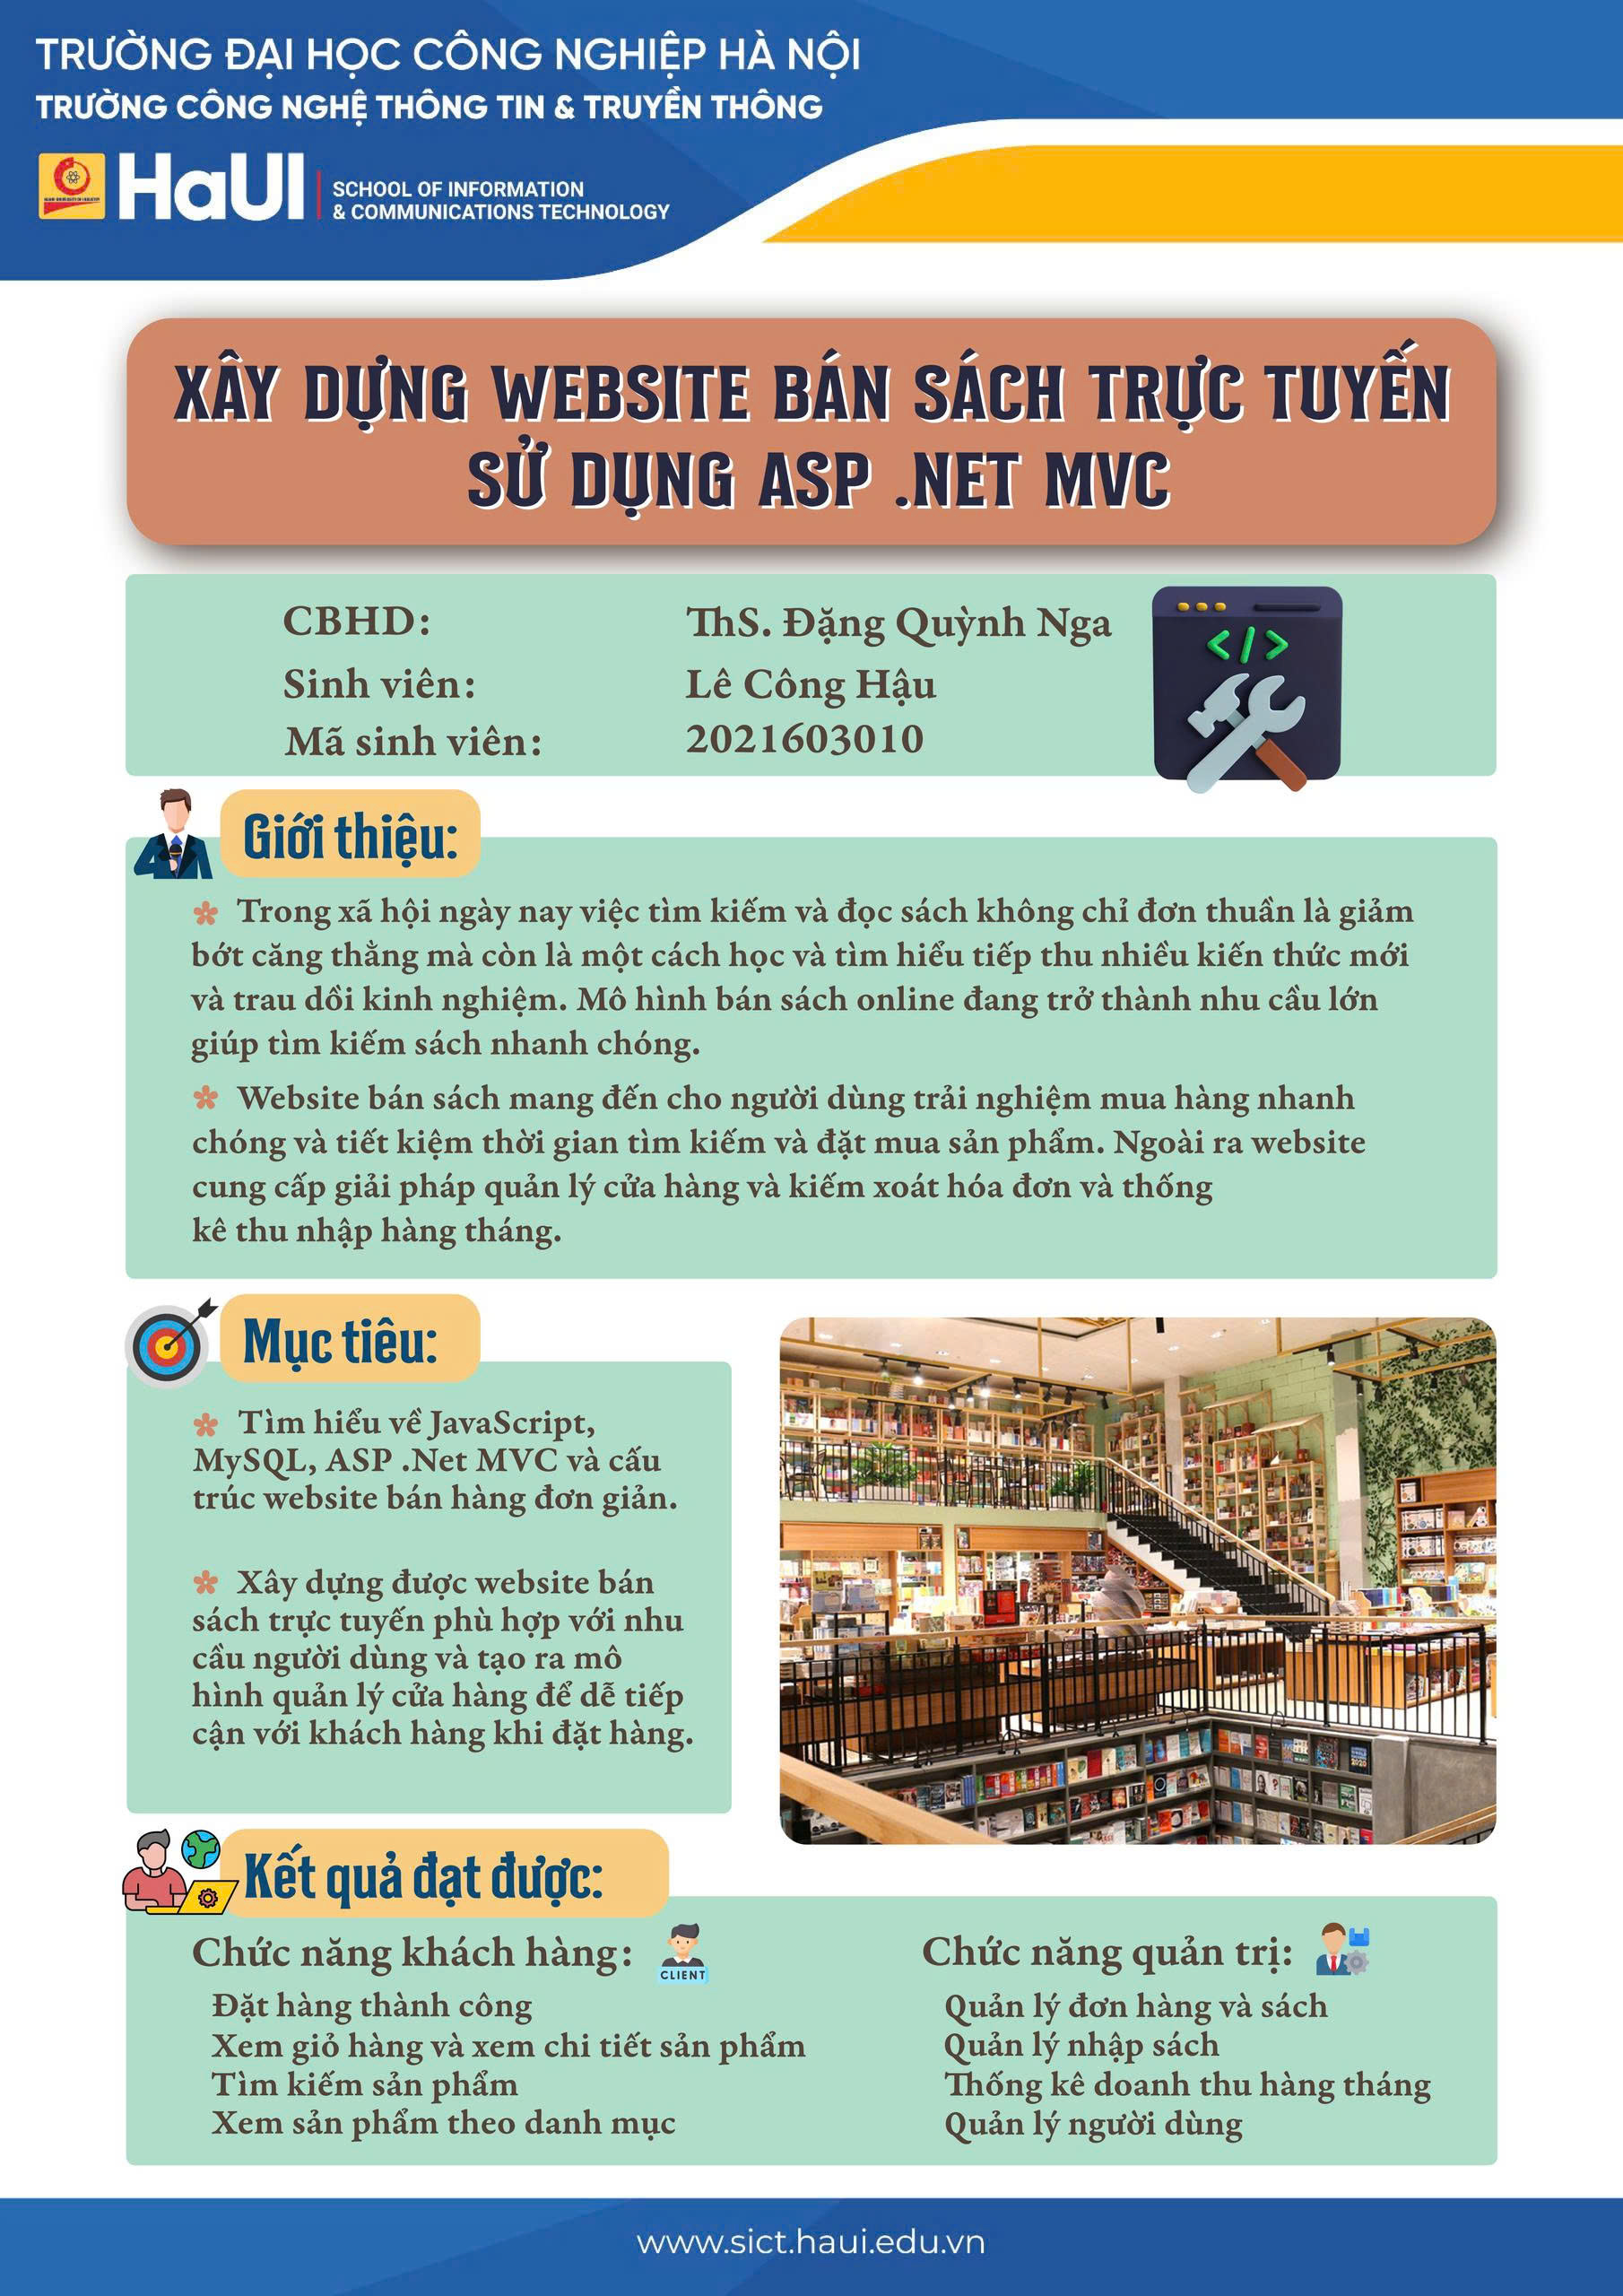 TRƯỜNG ĐẠI HỌC CÔNG NGHIỆP HÀ NỘI
TRƯỜNG CÔNG NGHỆ THÔNG TIN & TRUYỀN THÔNG
HaUI
SCHOOL OF INFORMATION
& COMMUNICATIONS TECHNOLOGY
XÂY DỰNG WEBSITE BÁN SÁCH TRỰC TUYẾN
SỬ DỤNG ASP .NET MVC
CBHD: ThS. Đặng Quỳnh Nga
Sinh viên: Lê Công Hậu
Mã sinh viên: 2021603010
Giới thiệu:
Trong xã hội ngày nay việc tìm kiếm và đọc sách không chỉ đơn thuần là giảm
bớt căng thẳng mà còn là một cách học và tìm hiểu tiếp thu nhiều kiến thức mới
và trau dồi kinh nghiệm. Mô hình bán sách online đang trở thành nhu cầu lớn
giúp tìm kiếm sách nhanh chóng.
Website bán sách mang đến cho người dùng trải nghiệm mua hàng nhanh
chóng và tiết kiệm thời gian tìm kiếm và đặt mua sản phẩm. Ngoài ra website
cung cấp giải pháp quản lý cửa hàng và kiếm xoát hóa đơn và thống
kê thu nhập hàng tháng.
Mục tiêu:
Tìm hiểu về JavaScript,
MySQL, ASP .Net MVC và cấu
trúc website bán hàng đơn giản.
Xây dựng được website bán
sách trực tuyến phù hợp với nhu
cầu người dùng và tạo ra mô
hình quản lý cửa hàng để dễ tiếp
cận với khách hàng khi đặt hàng.
Kết quả đạt được:
Chức năng khách hàng:
CLIENT
Đặt hàng thành công
Xem giỏ hàng và xem chi tiết sản phẩm
Tìm kiếm sản phẩm
Xem sản phẩm theo danh mục
Chức năng quản trị:
Quản lý đơn hàng và sách
Quản lý nhập sách
Thống kê doanh thu hàng tháng
Quản lý người dùng
www.sict.haui.edu.vn